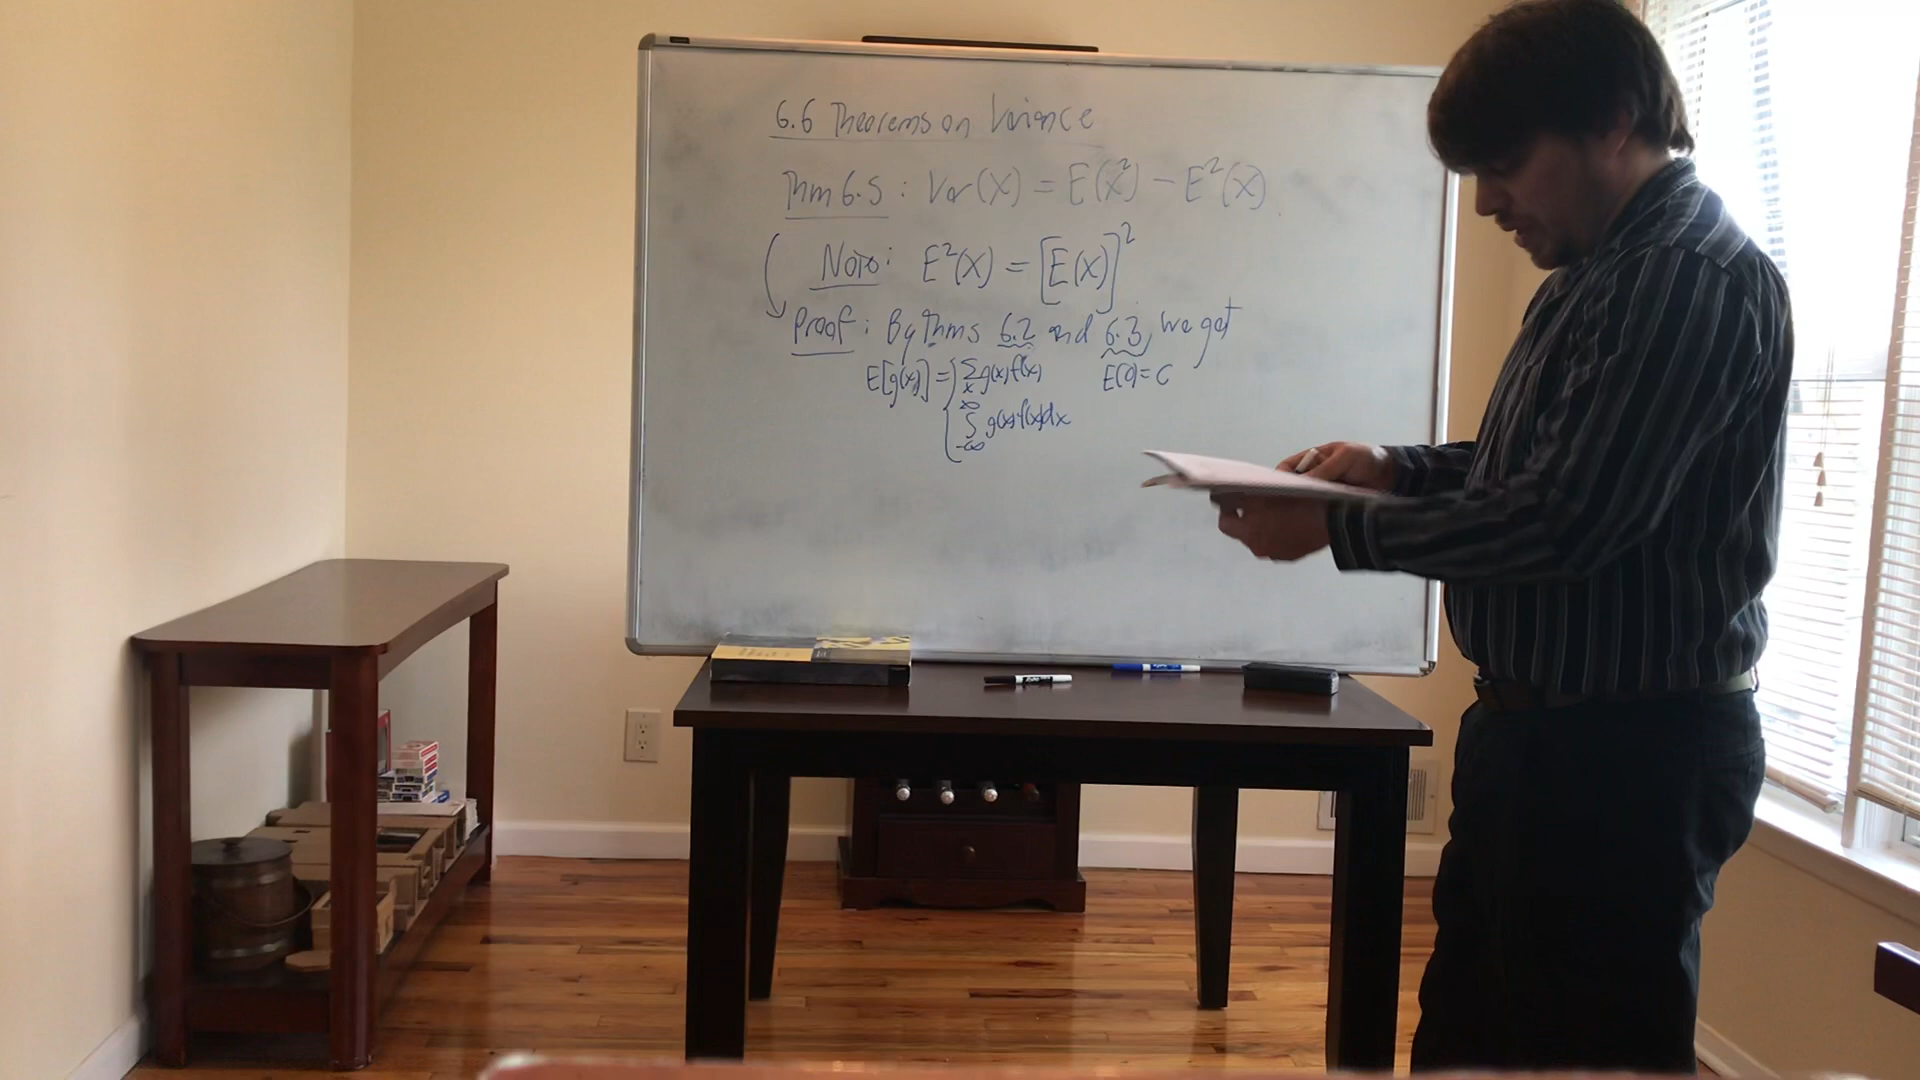 6.6 Theorems on Variance
Thm 6.5 : Var(X) = E(X²) − E²(X).
Note: E²(X) = [E(X)]²
Proof : By Thms 6.2 and 6.3, we get
E[g(x)] = { ∑ₓ g(x) f(x) E(c) = c
∫_{-∞}^{∞} g(x) f(x) dx